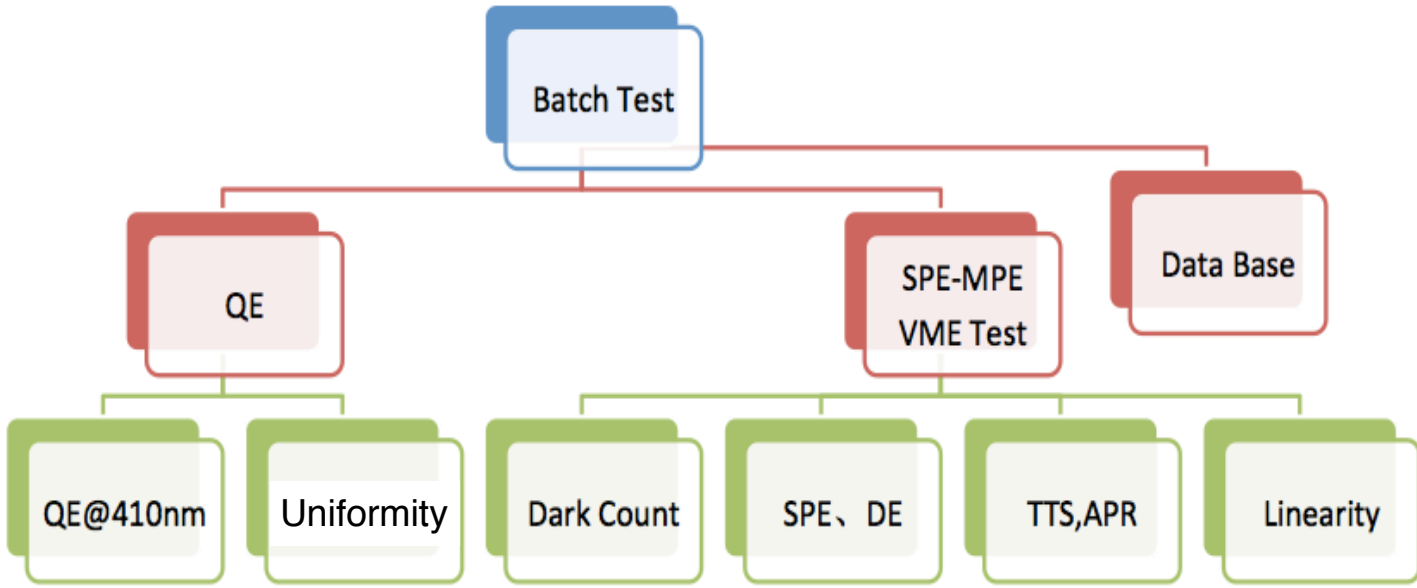 Batch Test
QE
SPE-MPE
VME Test
Data Base
QE@410nm
Uniformity
Dark Count
SPE、DE
TTS,APR
Linearity